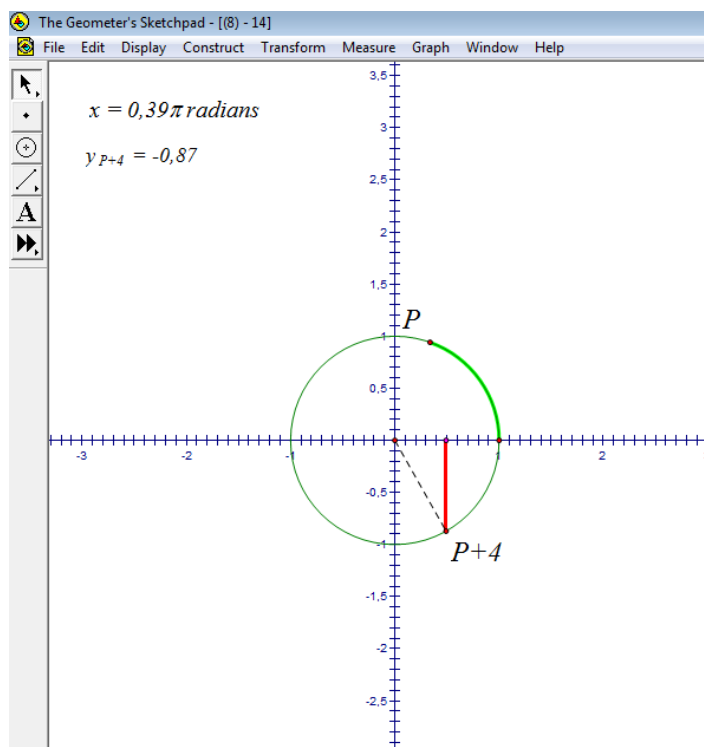 The Geometer's Sketchpad - [(8) - 14]
File Edit Display Construct Transform Measure Graph Window Help
A
x = 0,39π radians
y P+4 = -0,87
3,5
3
2,5
2
1,5
P
1
0,5
-3 -2 -1 1 2
-0,5
-1
P+4
-1,5
-2
-2,5